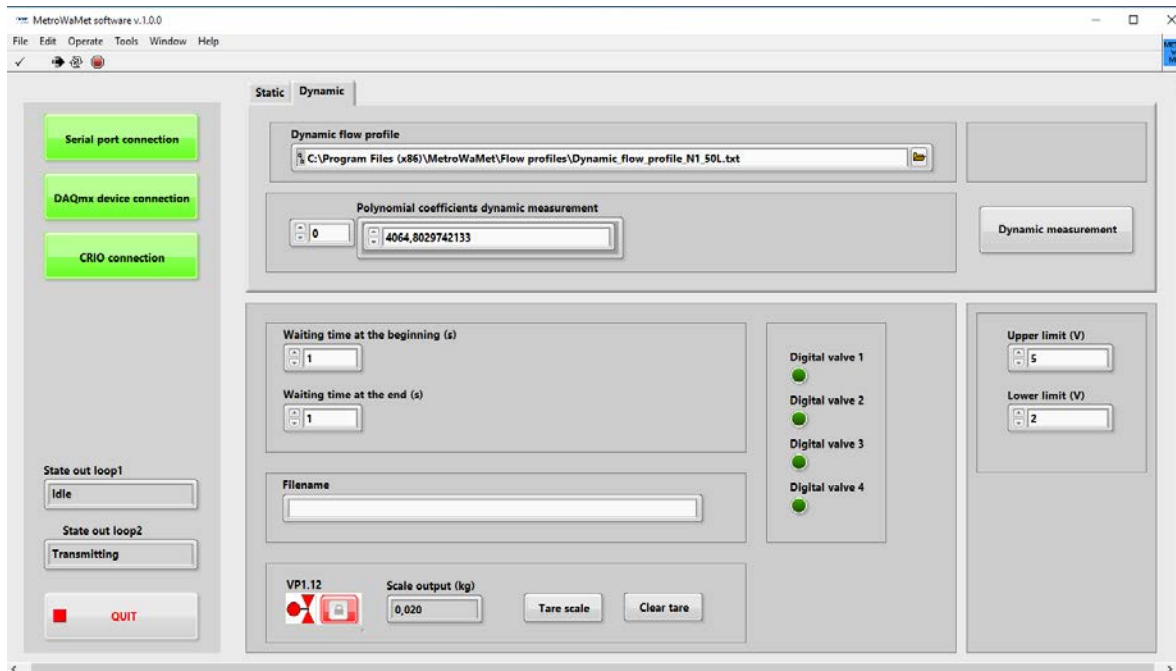 MetroWaMet software v.1.0.0
File Edit Operate Tools Window Help
Static Dynamic
Serial port connection
DAQmx device connection
CRIO connection
State out loop1
Idle
State out loop2
Transmitting
QUIT
Dynamic flow profile
C:\Program Files (x86)\MetroWaMet\Flow profiles\Dynamic_flow_profile_N1_50L.txt
Polynomial coefficients dynamic measurement
0 4064,8029742133
Dynamic measurement
Waiting time at the beginning (s)
1
Waiting time at the end (s)
1
Filename
VP1.12 Scale output (kg)
0,020 Tare scale Clear tare
Digital valve 1
Digital valve 2
Digital valve 3
Digital valve 4
Upper limit (V)
5
Lower limit (V)
2